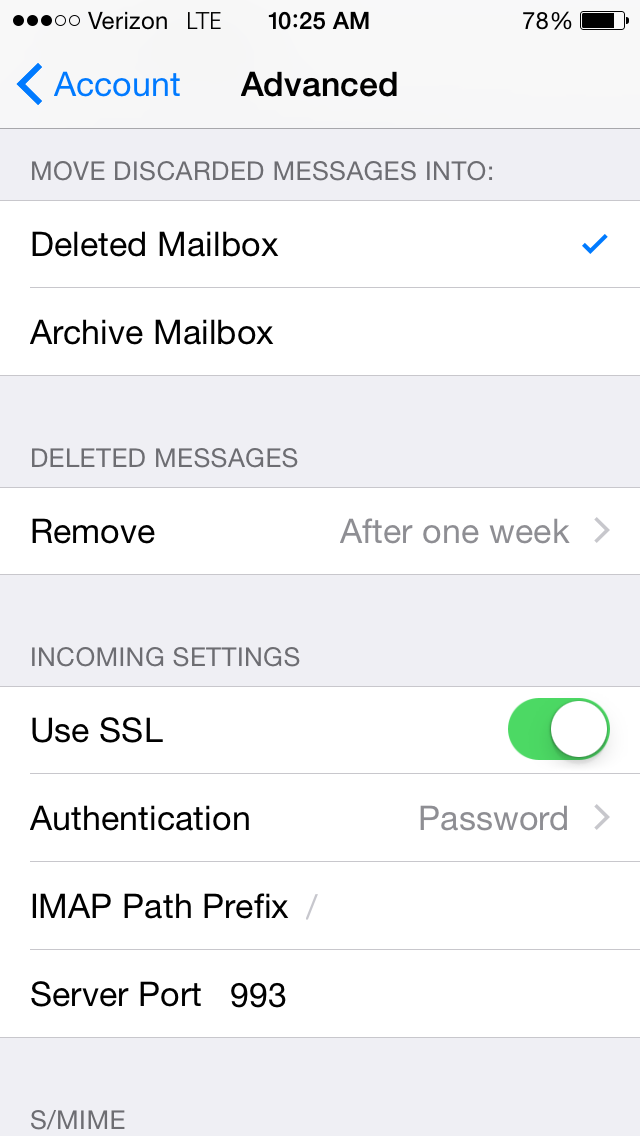 Verizon LTE 10:25 AM 78%
Account Advanced
MOVE DISCARDED MESSAGES INTO:
Deleted Mailbox
Archive Mailbox
DELETED MESSAGES
Remove After one week
INCOMING SETTINGS
Use SSL
Authentication Password
IMAP Path Prefix /
Server Port 993
S/MIME